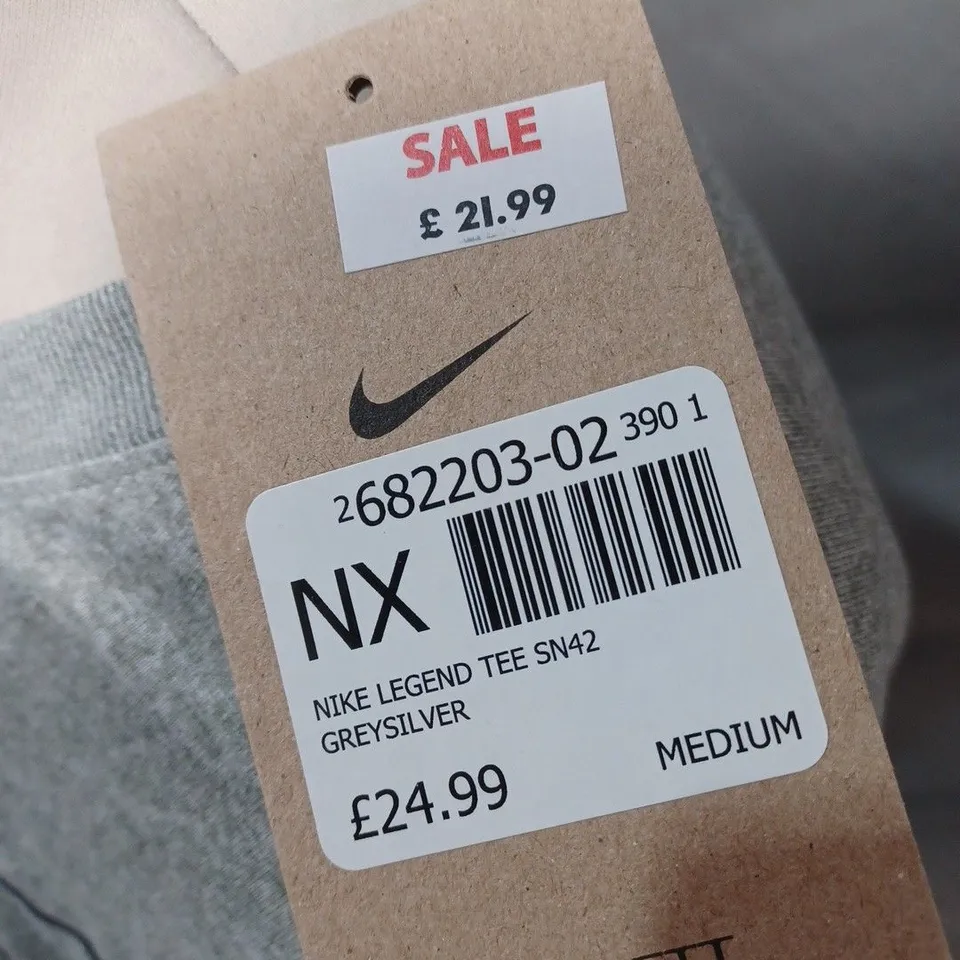 SALE
£ 21.99
2682203-02 390 1
NX
NIKE LEGEND TEE SN42
GREYSILVER
MEDIUM
£24.99